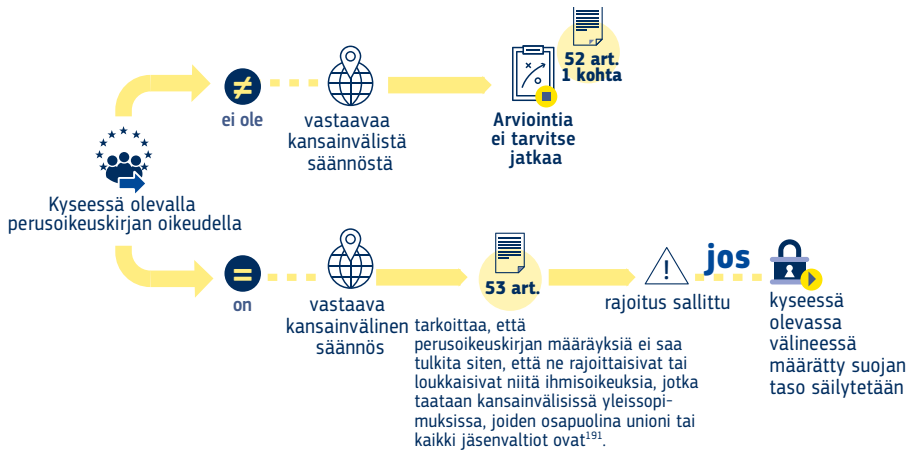 Kyseessä olevalla
perusoikeuskirjan oikeudella
≠
ei ole
vastaavaa
kansainvälistä
säännöstä
52 art.
1 kohta
Arviointia
ei tarvitse
jatkaa
=
on
vastaava
kansainvälinen
säännös
53 art.
tarkoittaa, että
perusoikeuskirjan määräyksiä ei saa
tulkita siten, että ne rajoittaisivat tai
loukkaisivat niitä ihmisoikeuksia, jotka
taataan kansainvälisissä yleissopi-
muksissa, joiden osapuolina unioni tai
kaikki jäsenvaltiot ovat¹⁹¹.
!
rajoitus sallittu
jos
kyseessä
olevassa
välineessä
määrätty suojan
taso säilytetään